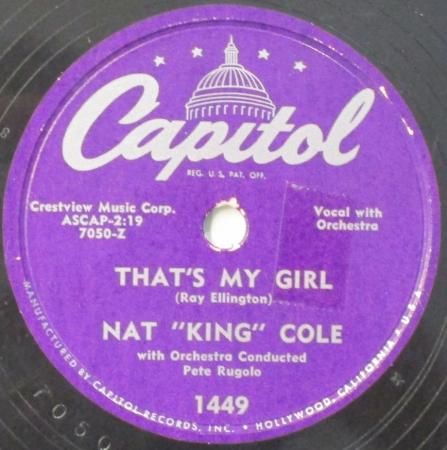 Capitol
REG. U.S. PAT. OFF.
Crestview Music Corp.
ASCAP-2:19
7050-Z
Vocal with
Orchestra
THAT'S MY GIRL
(Ray Ellington)
NAT "KING" COLE
with Orchestra Conducted
Pete Rugolo
1449
MANUFACTURED BY CAPITOL RECORDS, INC. • HOLLYWOOD, CALIFORNIA • U.S.A.
7050